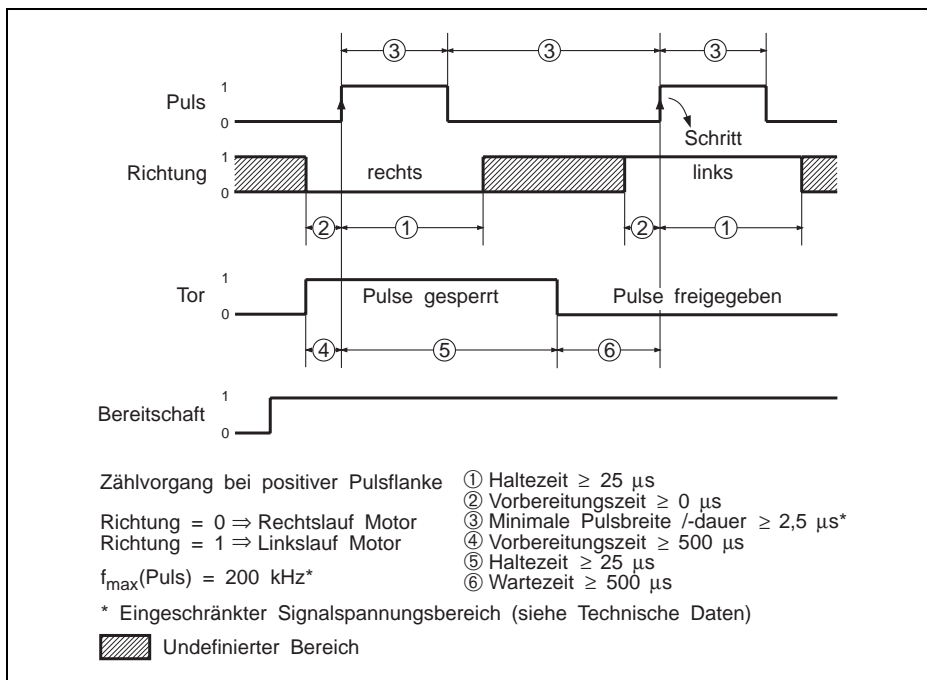 ③ ③ ③
1
Puls
0
Schritt
1
Richtung
rechts
links
0
② ① ② ①
1
Tor
Pulse gesperrt
Pulse freigegeben
0
④ ⑤ ⑥
1
Bereitschaft
0
Zählvorgang bei positiver Pulsflanke
Richtung = 0 ⇒ Rechtslauf Motor
Richtung = 1 ⇒ Linkslauf Motor
fmax(Puls) = 200 kHz*
① Haltezeit ≥ 25 μs
② Vorbereitungszeit ≥ 0 μs
③ Minimale Pulsbreite /-dauer ≥ 2,5 μs*
④ Vorbereitungszeit ≥ 500 μs
⑤ Haltezeit ≥ 25 μs
⑥ Wartezeit ≥ 500 μs
* Eingeschränkter Signalspannungsbereich (siehe Technische Daten)
Undefinierter Bereich